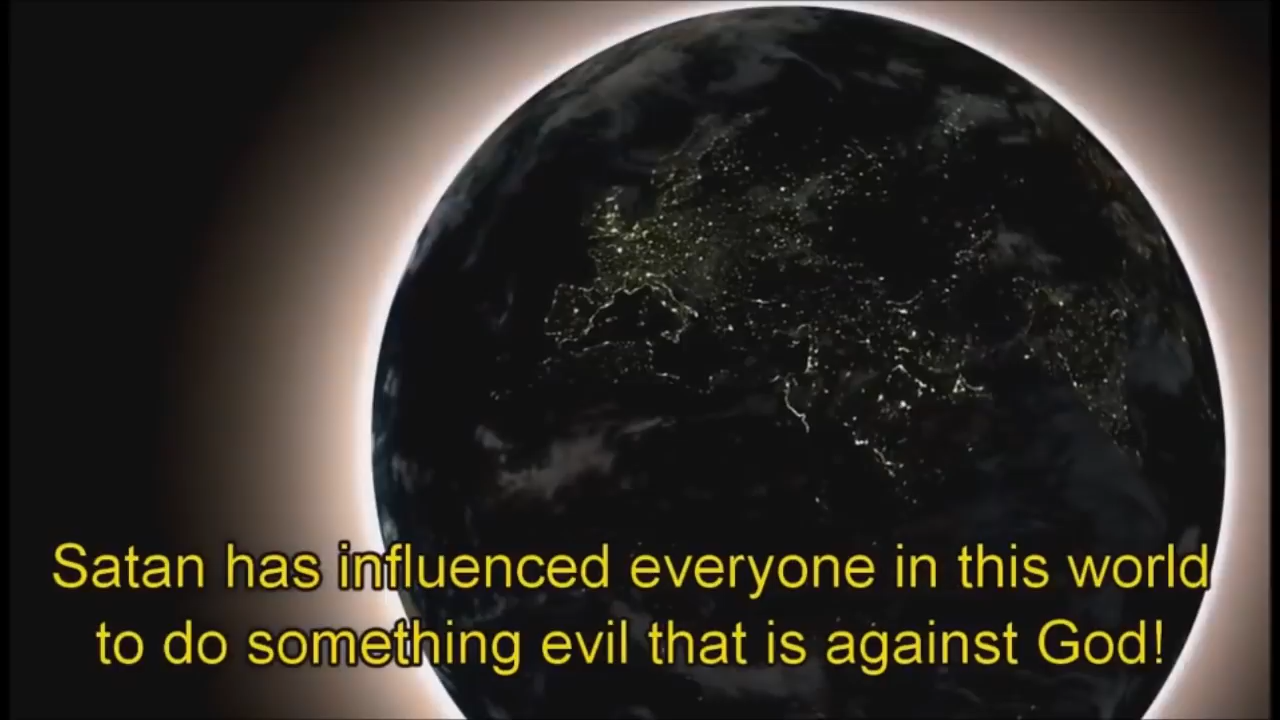 Satan has influenced everyone in this world
to do something evil that is against God!